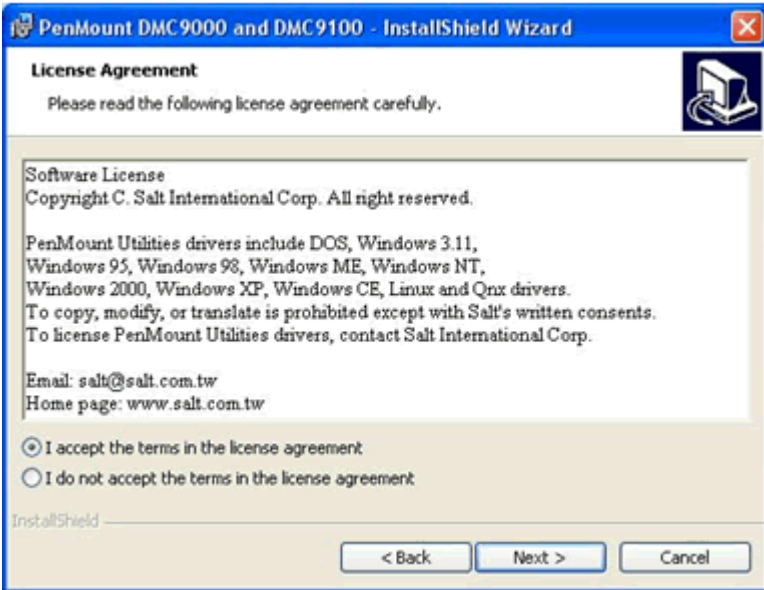 PenMount DMC9000 and DMC9100 - InstallShield Wizard
License Agreement
Please read the following license agreement carefully.
Software License
Copyright C. Salt International Corp. All right reserved.
PenMount Utilities drivers include DOS, Windows 3.11,
Windows 95, Windows 98, Windows ME, Windows NT,
Windows 2000, Windows XP, Windows CE, Linux and Qnx drivers.
To copy, modify, or translate is prohibited except with Salt's written consents.
To license PenMount Utilities drivers, contact Salt International Corp.
Email: salt@salt.com.tw
Home page: www.salt.com.tw
I accept the terms in the license agreement
I do not accept the terms in the license agreement
InstallShield
< Back Next > Cancel